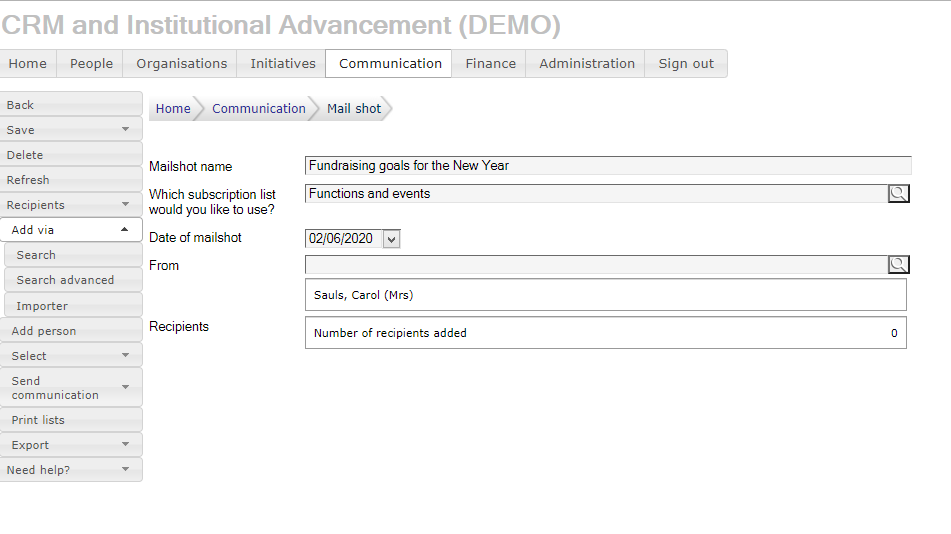 CRM and Institutional Advancement (DEMO)
Home People Organisations Initiatives Communication Finance Administration Sign out
Back
Save
Delete
Refresh
Recipients
Add via
Search
Search advanced
Importer
Add person
Select
Send
communication
Print lists
Export
Need help?
Home Communication Mail shot
Mailshot name Fundraising goals for the New Year
Which subscription list
would you like to use?
Functions and events
Date of mailshot 02/06/2020
From
Sauls, Carol (Mrs)
Recipients
Number of recipients added 0